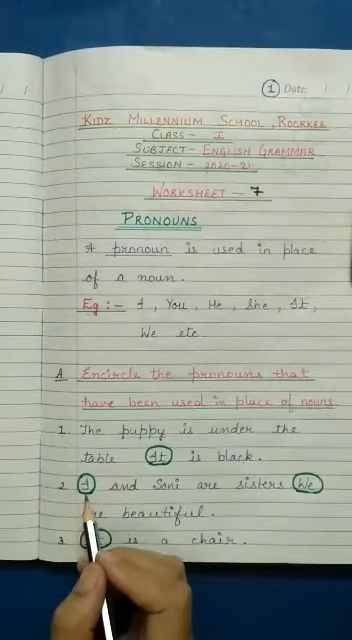 1 Date: / /
KIDZ MILLENNIUM SCHOOL, ROORKEE
CLASS - I
SUBJECT - ENGLISH GRAMMAR
SESSION - 2020-21
WORKSHEET - 7
PRONOUNS
A pronoun is used in place
of a noun.
Eg :- I, You, He, She, It,
We etc.
A Encircle the pronouns that
have been used in place of nouns
1. The puppy is under the
table It is black.
2. I and Soni are sisters We
beautiful.
3. is a chair.